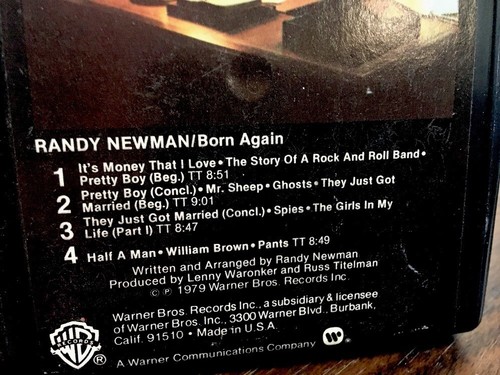 RANDY NEWMAN/Born Again
1 It's Money That I Love • The Story Of A Rock And Roll Band •
Pretty Boy (Beg.) TT 8:51
2 Pretty Boy (Concl.) • Mr. Sheep • Ghosts • They Just Got
Married (Beg.) TT 9:01
3 They Just Got Married (Concl.) • Spies • The Girls In My
Life (Part I) TT 8:47
4 Half A Man • William Brown • Pants TT 8:49
Written and Arranged by Randy Newman
Produced by Lenny Waronker and Russ Titelman
© ℗ 1979 Warner Bros. Records Inc.
Warner Bros. Records Inc., a subsidiary & licensee
of Warner Bros. Inc., 3300 Warner Blvd., Burbank,
Calif. 91510 • Made in U.S.A.
WB RECORDS ®
A Warner Communications Company